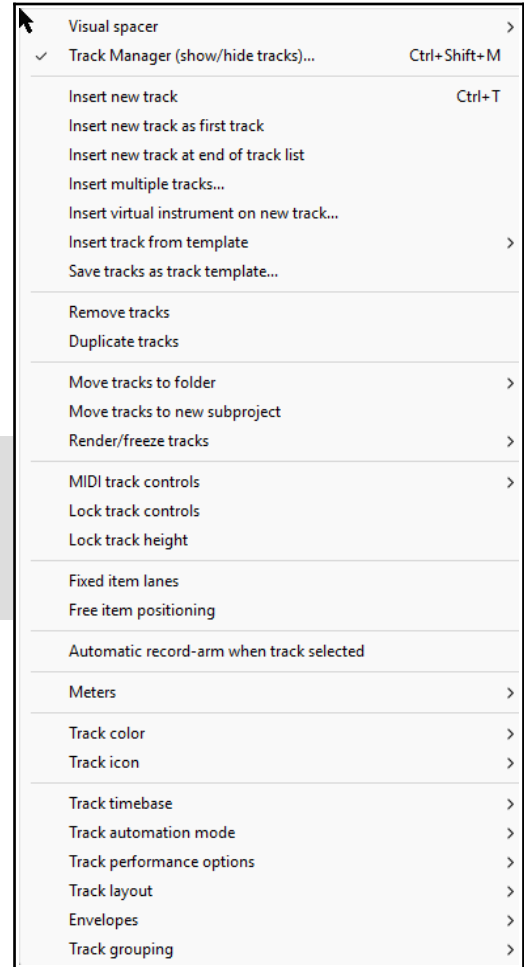 Visual spacer
Track Manager (show/hide tracks)... Ctrl+Shift+M
Insert new track Ctrl+T
Insert new track as first track
Insert new track at end of track list
Insert multiple tracks...
Insert virtual instrument on new track...
Insert track from template
Save tracks as track template...
Remove tracks
Duplicate tracks
Move tracks to folder
Move tracks to new subproject
Render/freeze tracks
MIDI track controls
Lock track controls
Lock track height
Fixed item lanes
Free item positioning
Automatic record-arm when track selected
Meters
Track color
Track icon
Track timebase
Track automation mode
Track performance options
Track layout
Envelopes
Track grouping